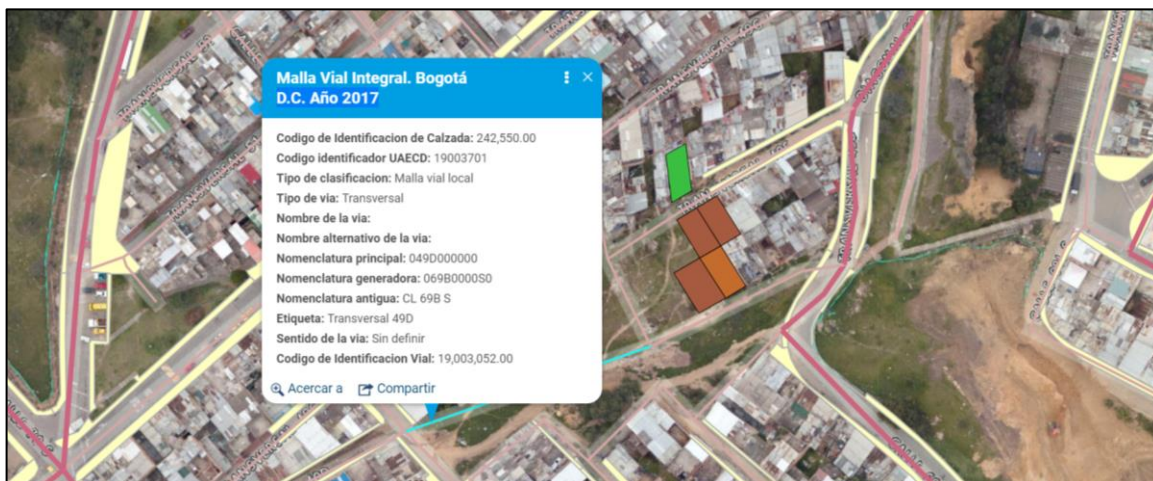 Malla Vial Integral. Bogotá
D.C. Año 2017
Codigo de Identificacion de Calzada: 242,550.00
Codigo identificador UAECD: 19003701
Tipo de clasificacion: Malla vial local
Tipo de via: Transversal
Nombre de la via:
Nombre alternativo de la via:
Nomenclatura principal: 049D000000
Nomenclatura generadora: 069B0000S0
Nomenclatura antigua: CL 69B S
Etiqueta: Transversal 49D
Sentido de la via: Sin definir
Codigo de Identificacion Vial: 19,003,052.00
Acercar a
Compartir